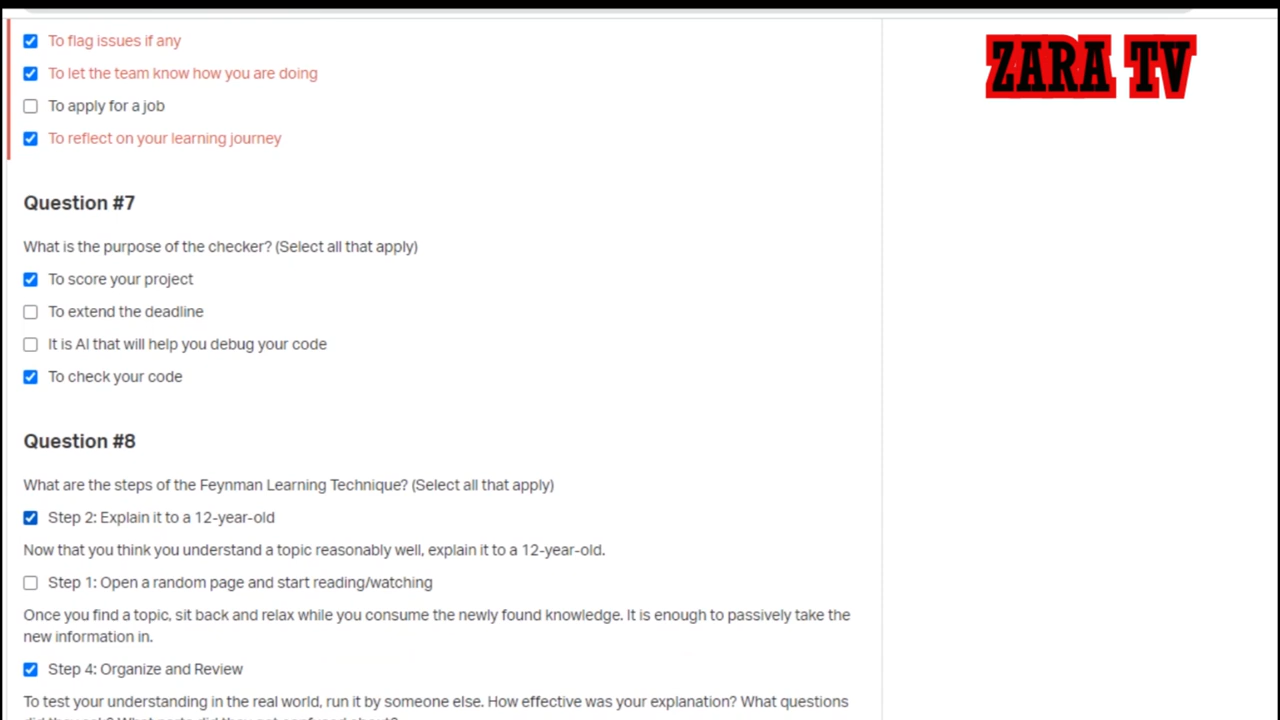 To flag issues if any
ZARA TV
To let the team know how you are doing
To apply for a job
To reflect on your learning journey
Question #7
What is the purpose of the checker? (Select all that apply)
To score your project
To extend the deadline
It is AI that will help you debug your code
To check your code
Question #8
What are the steps of the Feynman Learning Technique? (Select all that apply)
Step 2: Explain it to a 12-year-old
Now that you think you understand a topic reasonably well, explain it to a 12-year-old.
Step 1: Open a random page and start reading/watching
Once you find a topic, sit back and relax while you consume the newly found knowledge. It is enough to passively take the
new information in.
Step 4: Organize and Review
To test your understanding in the real world, run it by someone else. How effective was your explanation? What questions